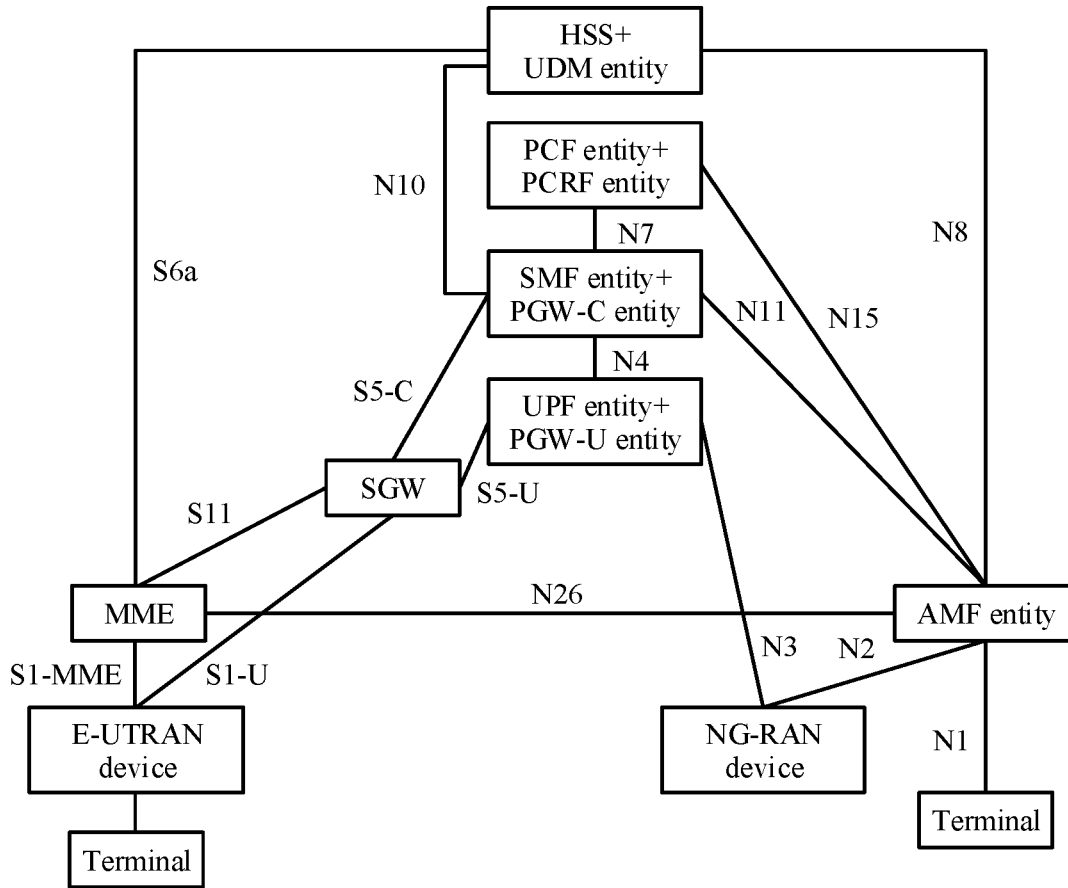 HSS+
UDM entity
PCF entity+
PCRF entity
N10
N7
N8
S6a
SMF entity+
PGW-C entity
N11
N15
N4
S5-C
UPF entity+
PGW-U entity
SGW
S5-U
S11
MME
N26
AMF entity
S1-MME
S1-U
N3
N2
E-UTRAN
device
NG-RAN
device
N1
Terminal
Terminal